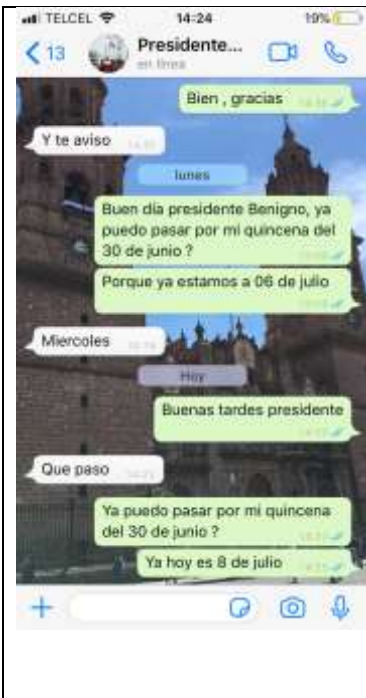 TELCEL 14:24 19%
13 Presidente...
en línea
Bien , gracias
Y te aviso
lunes
Buen día presidente Benigno, ya
puedo pasar por mi quincena del
30 de junio ?
Porque ya estamos a 06 de julio
Miercoles
Hoy
Buenas tardes presidente
Que paso
Ya puedo pasar por mi quincena
del 30 de junio ?
Ya hoy es 8 de julio